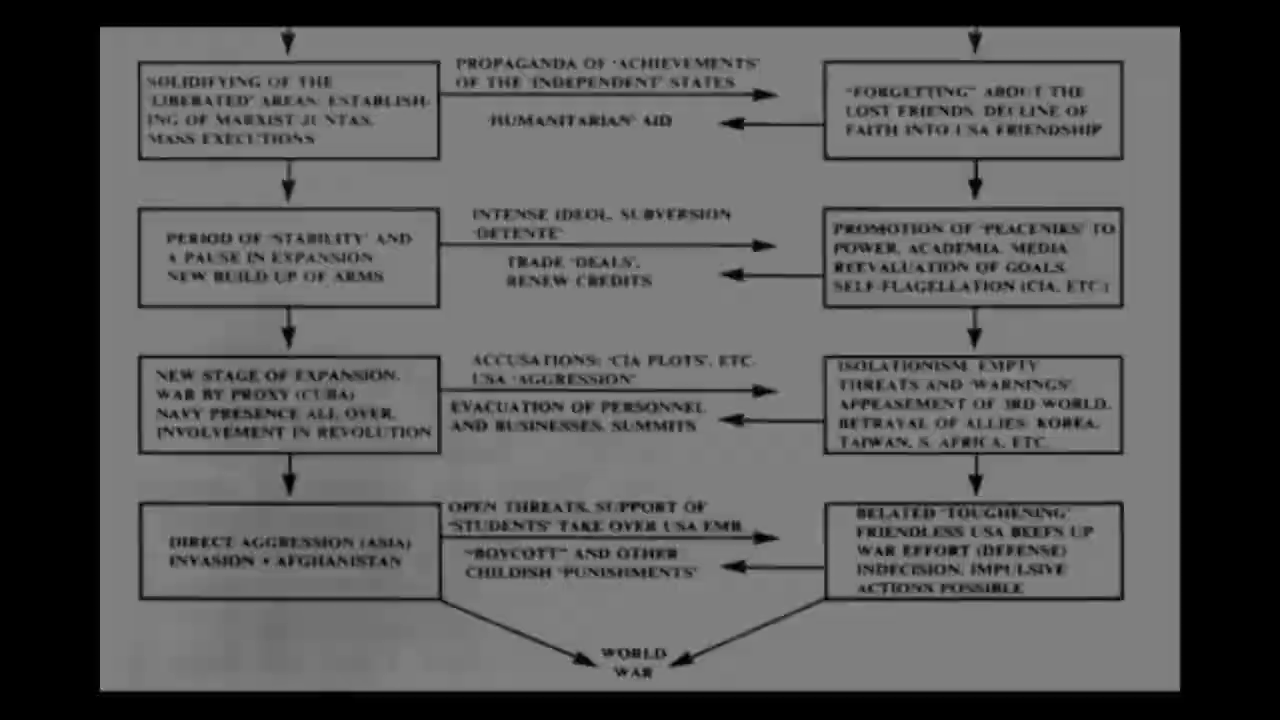 SOLIDIFYING OF THE
'LIBERATED' AREAS: ESTABLISH-
ING OF MARXIST JUNTAS.
MASS EXECUTIONS
PROPAGANDA OF 'ACHIEVEMENTS'
OF THE 'INDEPENDENT' STATES
'HUMANITARIAN' AID
"FORGETTING" ABOUT THE
LOST FRIENDS. DECLINE OF
FAITH INTO USA FRIENDSHIP
PERIOD OF 'STABILITY' AND
A PAUSE IN EXPANSION
NEW BUILD UP OF ARMS
INTENSE IDEOL. SUBVERSION
'DETENTE'
TRADE 'DEALS',
RENEW CREDITS
PROMOTION OF 'PEACENIKS' TO
POWER, ACADEMIA, MEDIA
REEVALUATION OF GOALS.
SELF-FLAGELLATION (CIA, ETC.)
NEW STAGE OF EXPANSION.
WAR BY PROXY (CUBA)
NAVY PRESENCE ALL OVER.
INVOLVEMENT IN REVOLUTION
ACCUSATIONS: 'CIA PLOTS', ETC.
USA 'AGGRESSION'
EVACUATION OF PERSONNEL
AND BUSINESSES. SUMMITS
ISOLATIONISM. EMPTY
THREATS AND 'WARNINGS'.
APPEASEMENT OF 3RD WORLD.
BETRAYAL OF ALLIES: KOREA,
TAIWAN, S. AFRICA, ETC.
DIRECT AGGRESSION (ASIA)
INVASION • AFGHANISTAN
OPEN THREATS. SUPPORT OF
'STUDENTS' TAKE OVER USA EMB.
"BOYCOTT" AND OTHER
CHILDISH 'PUNISHMENTS'
BELATED 'TOUGHENING'
FRIENDLESS USA BEEFS UP
WAR EFFORT (DEFENSE)
INDECISION. IMPULSIVE
ACTIONS POSSIBLE
WORLD
WAR